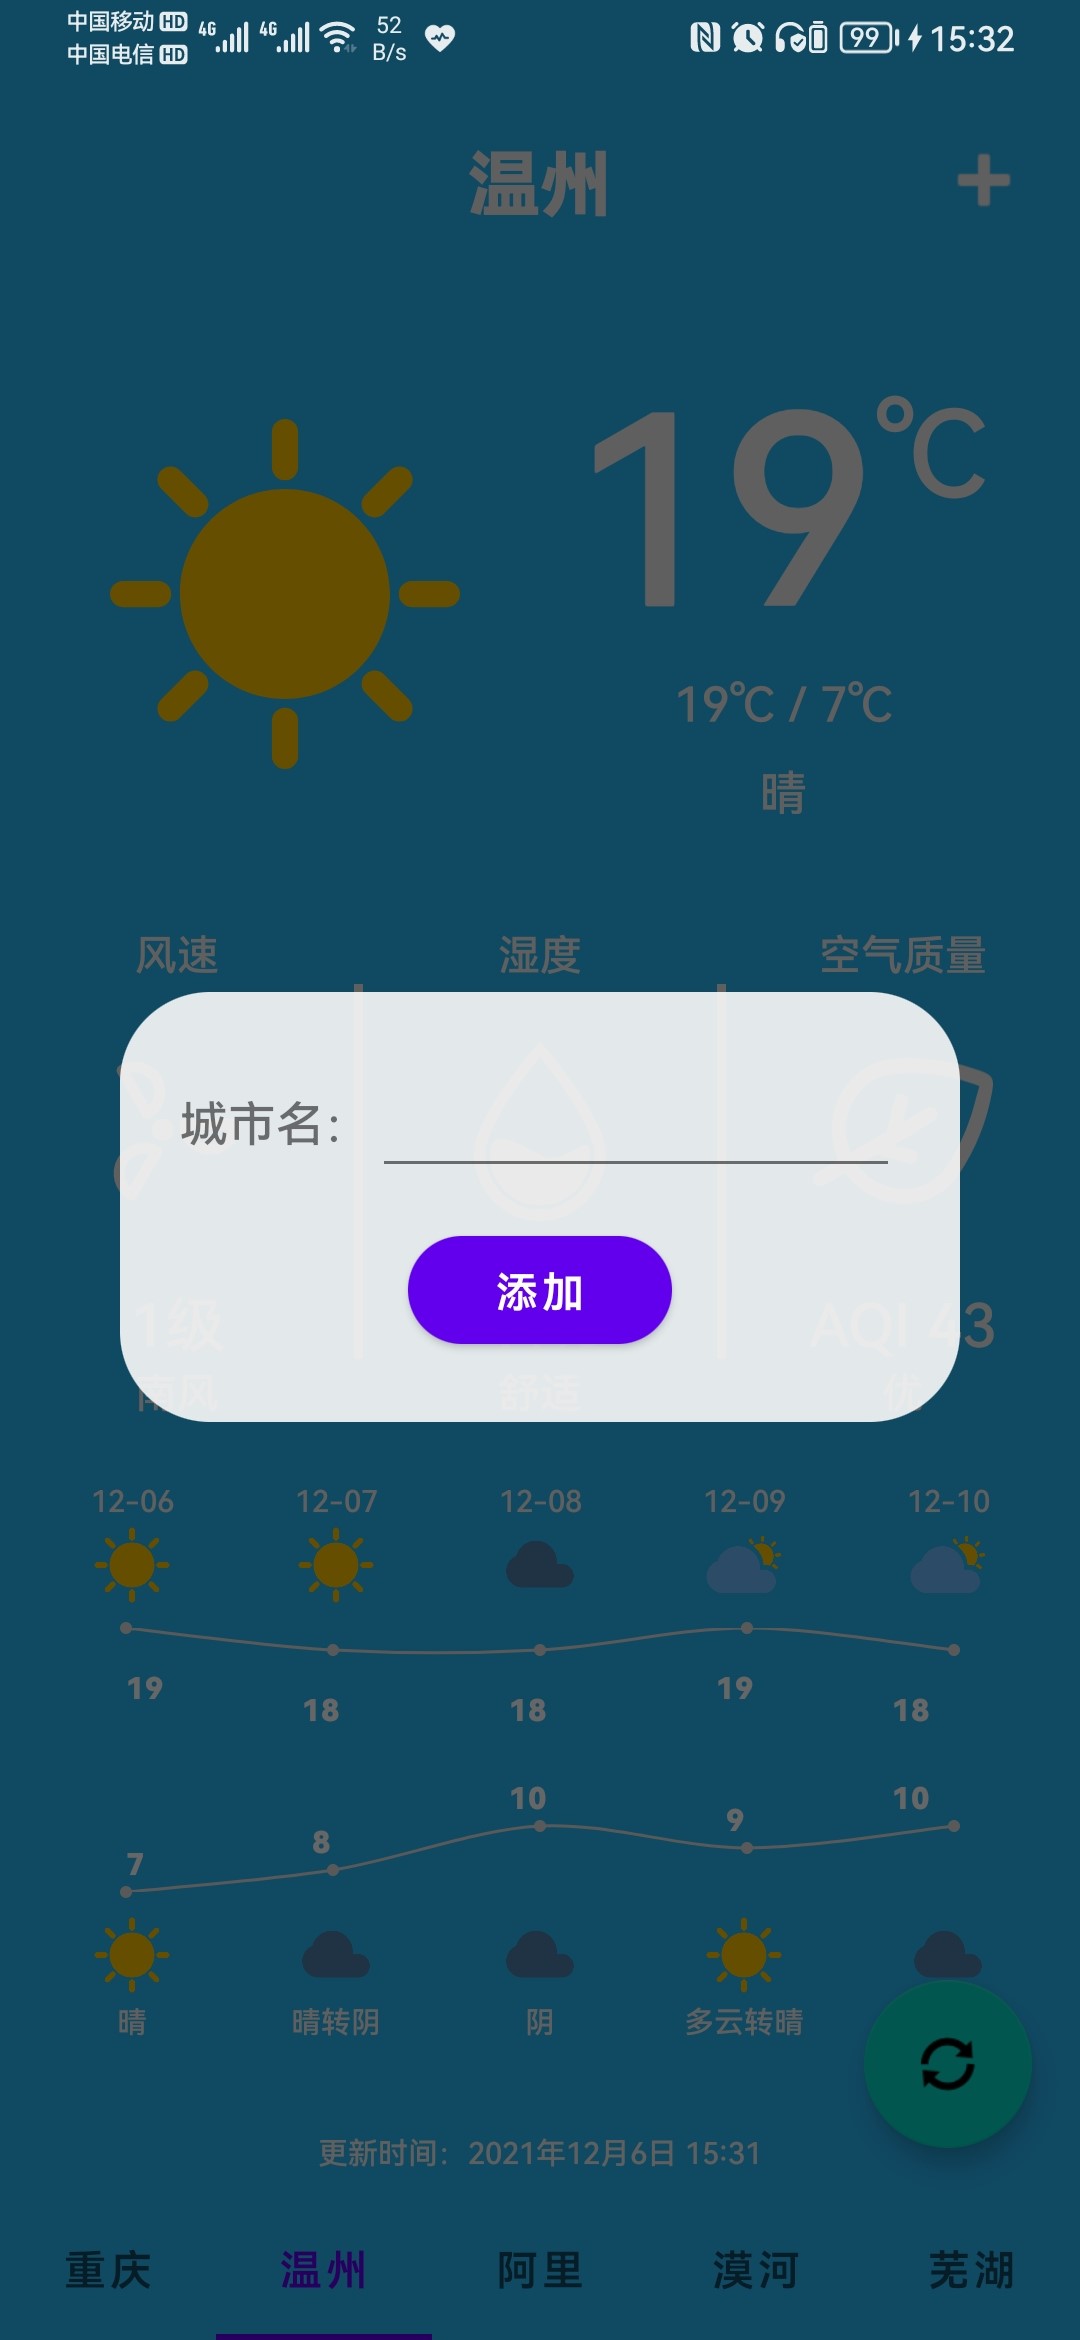 中国移动 HD 4G 4G 52 B/s 99 15:32
中国电信 HD
温州
19℃
19℃ / 7℃
晴
风速 湿度 空气质量
城市名:
添加
1级 AQI 43
南风 舒适 优
12-06 12-07 12-08 12-09 12-10
19 18 18 19 18
7 8 10 9 10
晴 晴转阴 阴 多云转晴
更新时间：2021年12月6日 15:31
重庆 温州 阿里 漠河 芜湖